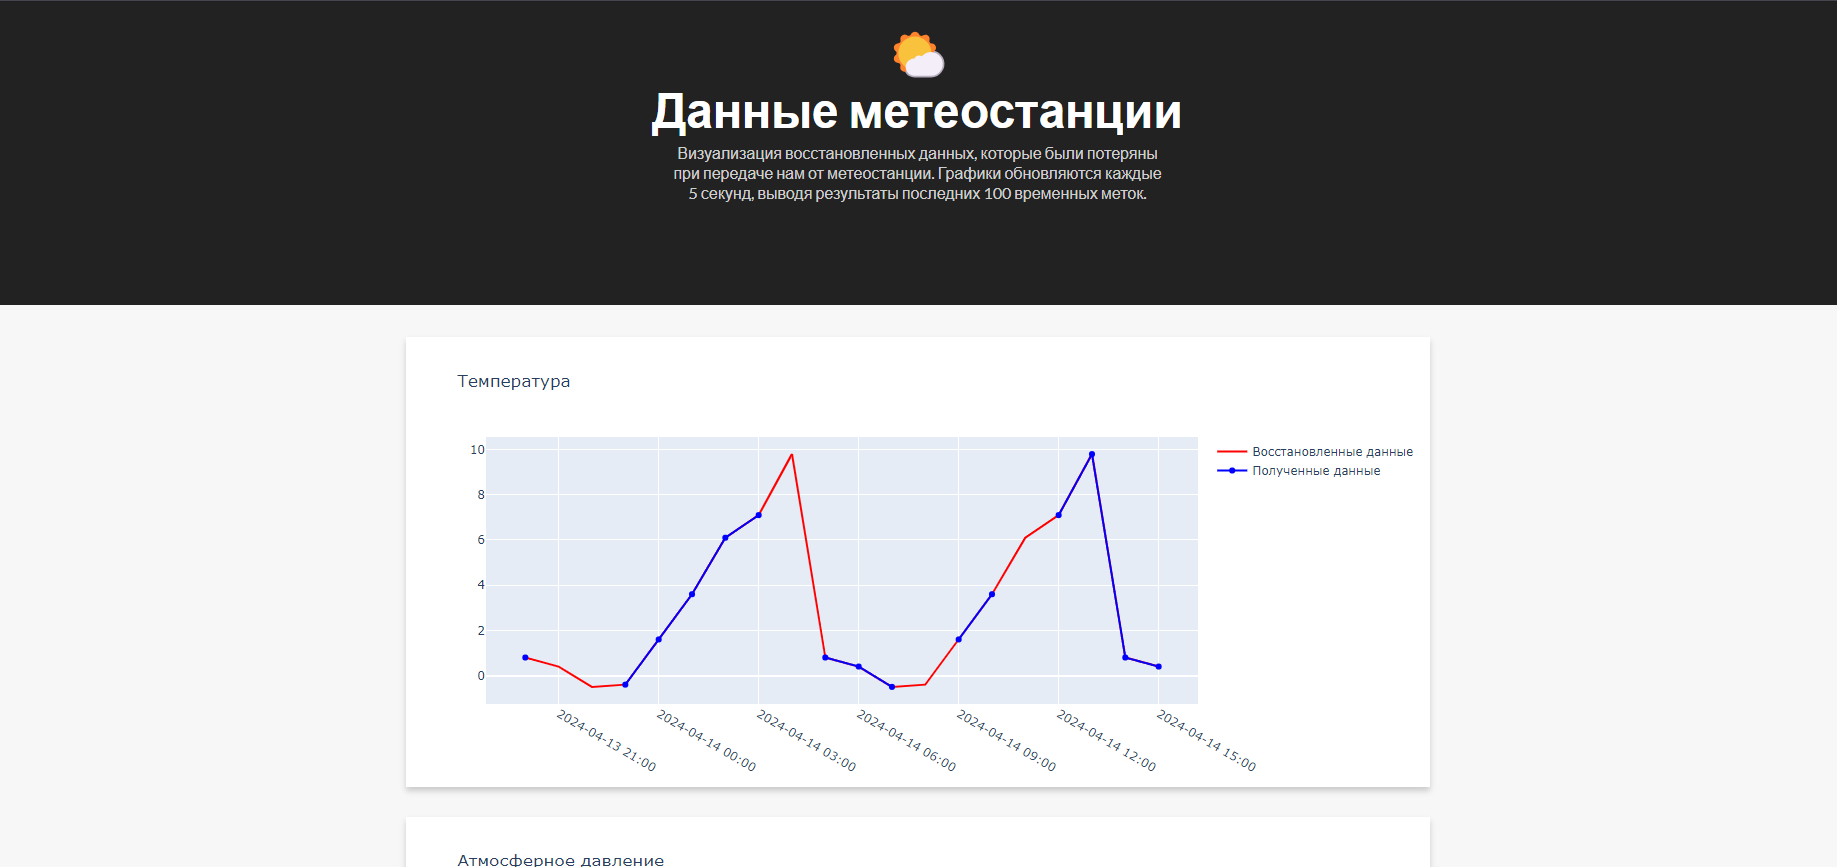 Данные метеостанции
Визуализация восстановленных данных, которые были потеряны
при передаче нам от метеостанции. Графики обновляются каждые
5 секунд, выводя результаты последних 100 временных меток.
Температура
10
8
6
4
2
0
Восстановленные данные
Полученные данные
2024-04-13 21:00
2024-04-14 00:00
2024-04-14 03:00
2024-04-14 06:00
2024-04-14 09:00
2024-04-14 12:00
2024-04-14 15:00
Атмосферное давление